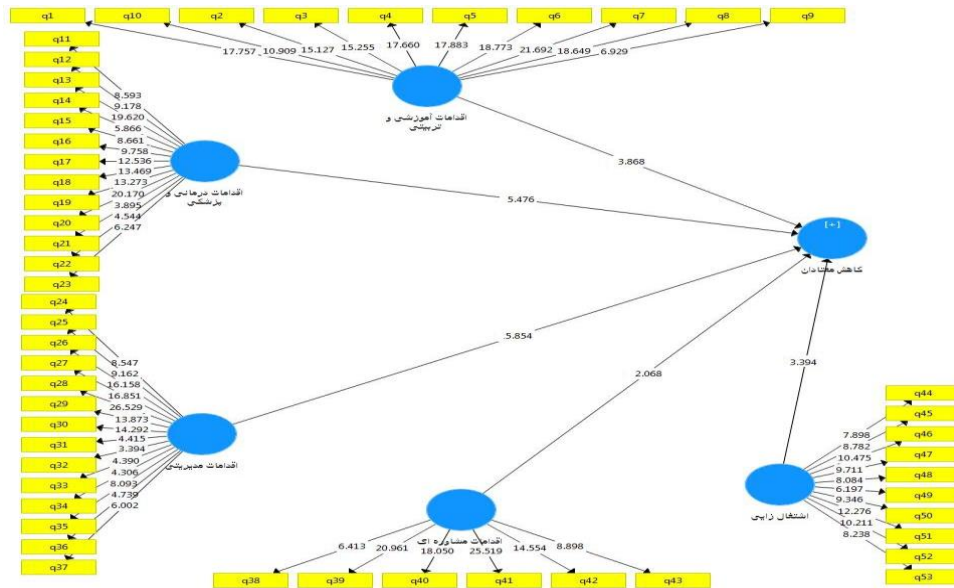 q1 q10 q2 q3 q4 q5 q6 q7 q8 q9
17.757 10.909 15.127 15.255 17.660 17.883 18.773 21.692 18.649 6.929
اقدامات آموزشی و
تربیتی
q11
q12
q13
q14
q15
q16
q17
q18
q19
q20
q21
q22
q23
8.593
9.178
19.620
5.866
8.661
9.758
12.536
13.469
13.273
20.170
3.895
4.544
6.247
اقدامات درمانی و
پزشکی
3.868
5.476
[+]
کاهش معتادان
5.854
2.068
3.394
q24
q25
q26
q27
q28
q29
q30
q31
q32
q33
q34
q35
q36
q37
8.547
9.162
16.158
16.851
26.529
13.873
14.292
4.415
3.394
4.390
4.306
8.093
4.739
6.002
اقدامات مدیریتی
اقدامات مشاوره ای
6.413 20.961 18.050 25.519 14.554 8.898
q38 q39 q40 q41 q42 q43
اشتغال زایی
7.898
8.782
10.475
9.711
8.084
6.197
9.346
12.276
10.211
8.238
q44
q45
q46
q47
q48
q49
q50
q51
q52
q53